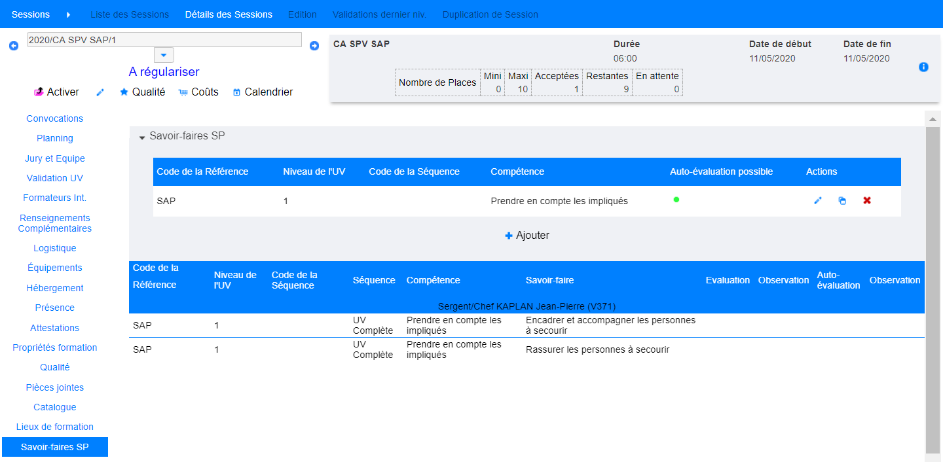 Sessions Liste des Sessions Détails des Sessions Edition Validations dernier niv. Duplication de Session
2020/CA SPV SAP/1
A régulariser
Activer Qualité Coûts Calendrier
CA SPV SAP Durée Date de début Date de fin
06:00 11/05/2020 11/05/2020
Nombre de Places Mini Maxi Acceptées Restantes En attente
0 10 1 9 0
Convocations
Planning
Jury et Equipe
Validation UV
Formateurs Int.
Renseignements
Complémentaires
Logistique
Équipements
Hébergement
Présence
Attestations
Propriétés formation
Qualité
Pièces jointes
Catalogue
Lieux de formation
Savoir-faires SP
Savoir-faires SP
Code de la Référence Niveau de l'UV Code de la Séquence Compétence Auto-évaluation possible Actions
SAP 1 Prendre en compte les impliqués
Ajouter
Code de la
Référence Niveau de
l'UV Code de la
Séquence Séquence Compétence Savoir-faire Evaluation Observation Auto-
évaluation Observation
Sergent/Chef KAPLAN Jean-Pierre (V371)
SAP 1 UV
Complète Prendre en compte les
impliqués Encadrer et accompagner les personnes
à secourir
SAP 1 UV
Complète Prendre en compte les
impliqués Rassurer les personnes à secourir